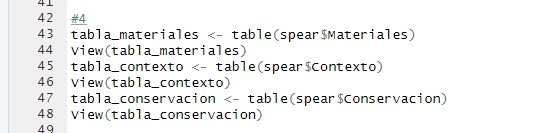 41
42 #4
43 tabla_materiales <- table(spear$Materiales)
44 View(tabla_materiales)
45 tabla_contexto <- table(spear$Contexto)
46 View(tabla_contexto)
47 tabla_conservacion <- table(spear$Conservacion)
48 View(tabla_conservacion)
49